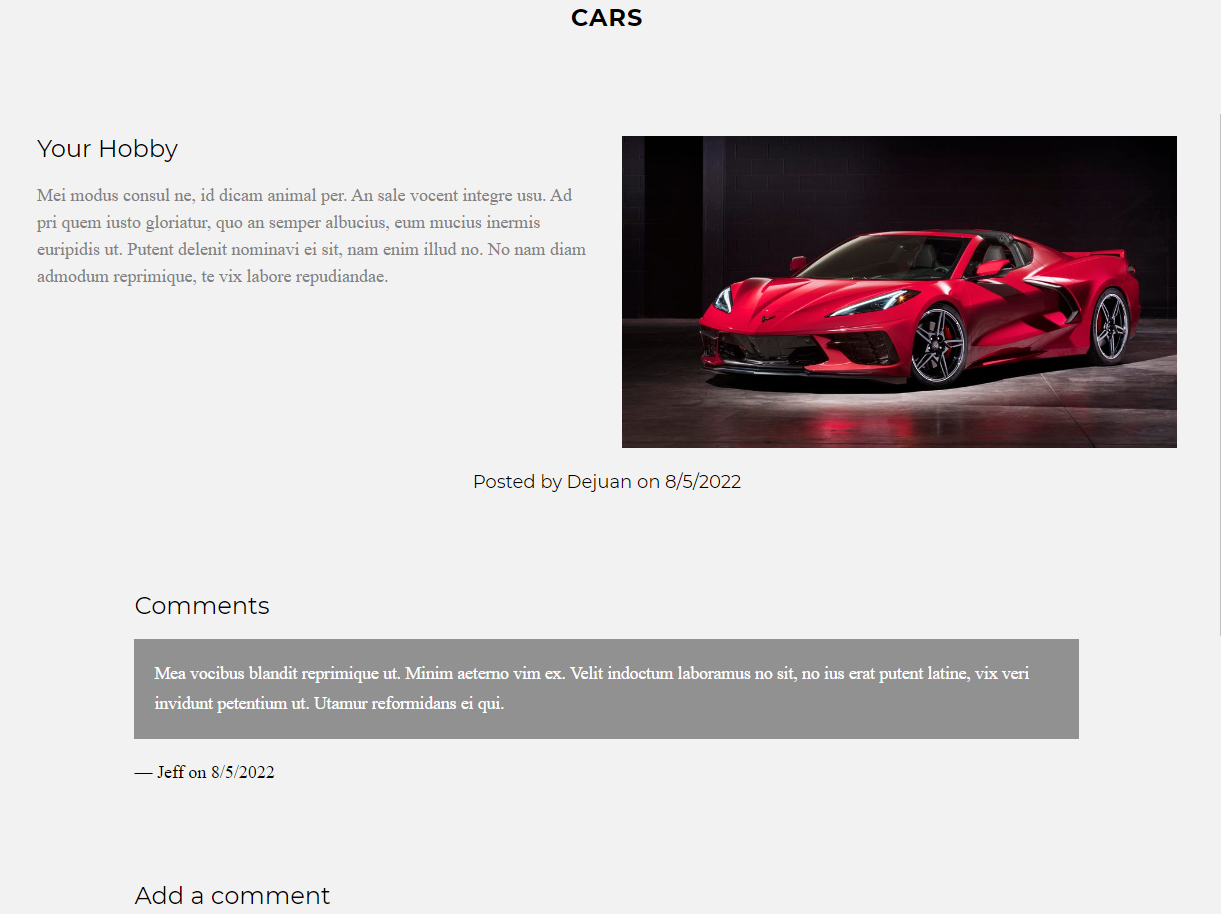 CARS
Your Hobby
Mei modus consul ne, id dicam animal per. An sale vocent integre usu. Ad
pri quem iusto gloriatur, quo an semper albucius, eum mucius inermis
euripidis ut. Putent delenit nominavi ei sit, nam enim illud no. No nam diam
admodum reprimique, te vix labore repudiandae.
Posted by Dejuan on 8/5/2022
Comments
Mea vocibus blandit reprimique ut. Minim aeterno vim ex. Velit indoctum laboramus no sit, no ius erat putent latine, vix veri
invidunt petentium ut. Utamur reformidans ei qui.
— Jeff on 8/5/2022
Add a comment